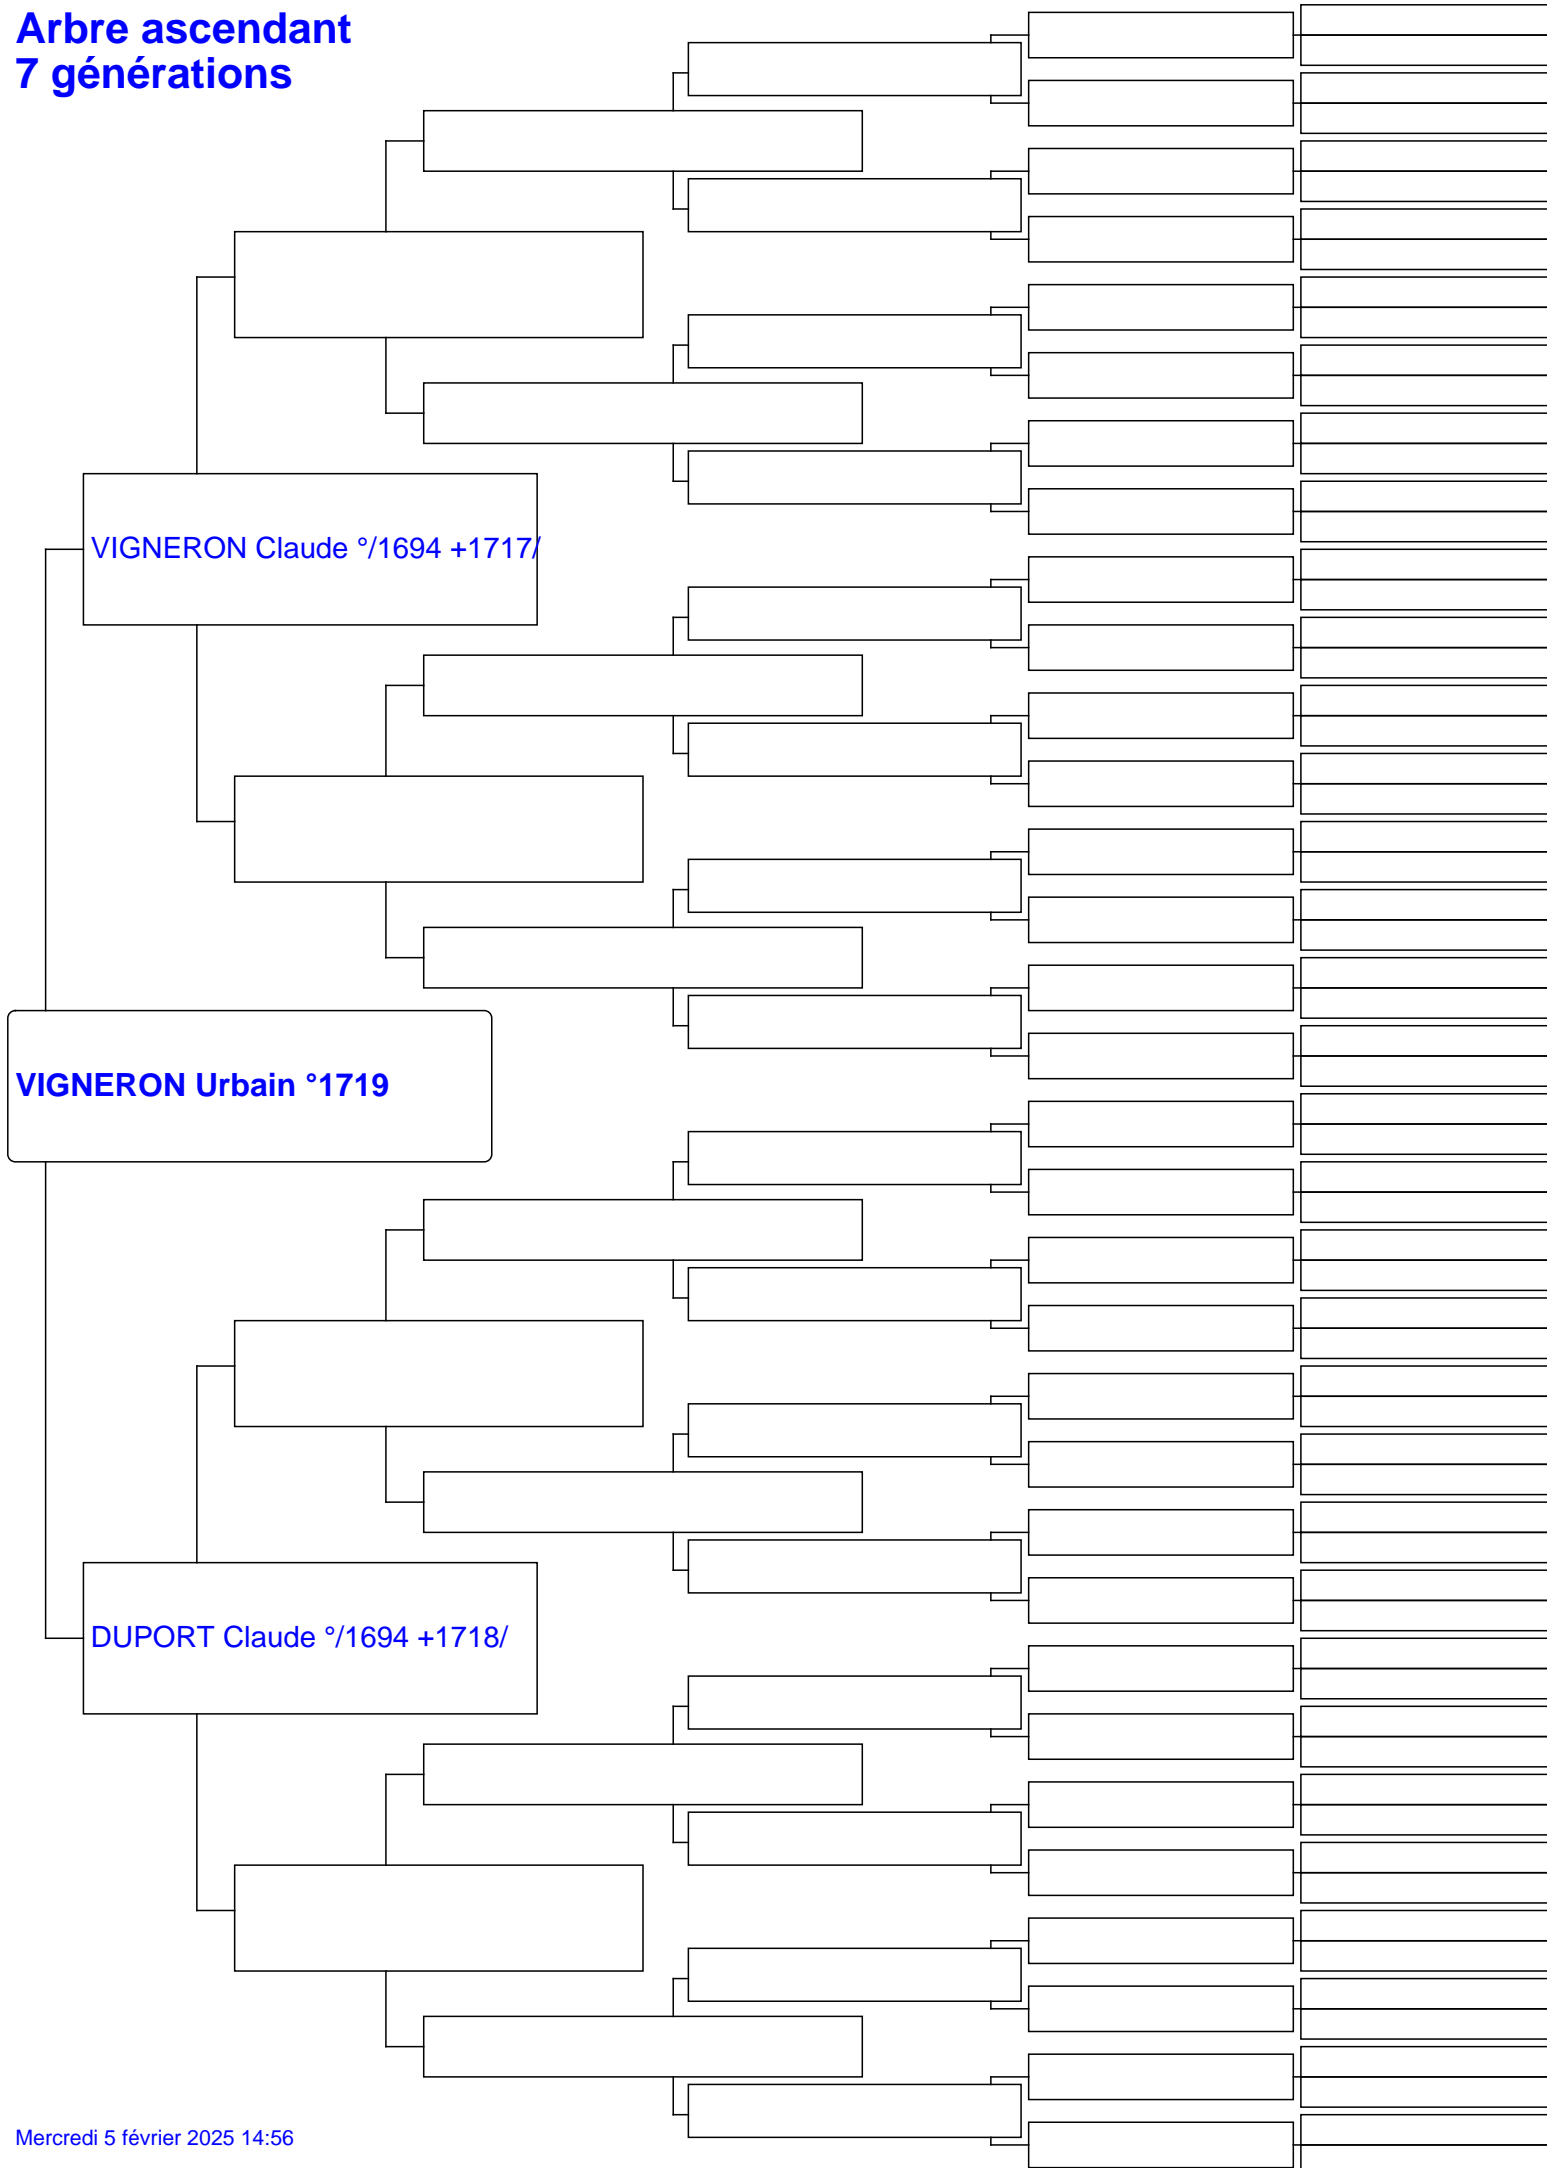 Arbre ascendant
7 générations
VIGNERON Claude °/1694 +1717/
VIGNERON Urbain °1719
DUPORT Claude °/1694 +1718/
Mercredi 5 février 2025 14:56